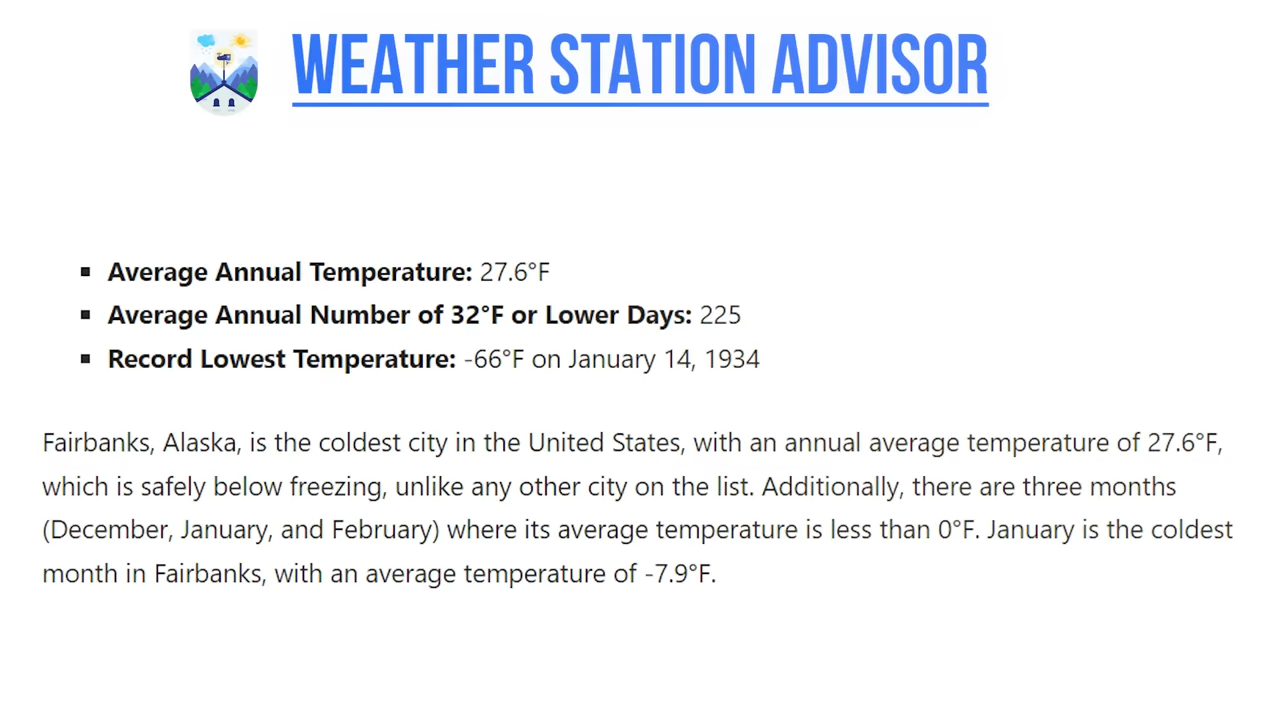 WEATHER STATION ADVISOR
▪ Average Annual Temperature: 27.6°F
▪ Average Annual Number of 32°F or Lower Days: 225
▪ Record Lowest Temperature: -66°F on January 14, 1934
Fairbanks, Alaska, is the coldest city in the United States, with an annual average temperature of 27.6°F,
which is safely below freezing, unlike any other city on the list. Additionally, there are three months
(December, January, and February) where its average temperature is less than 0°F. January is the coldest
month in Fairbanks, with an average temperature of -7.9°F.